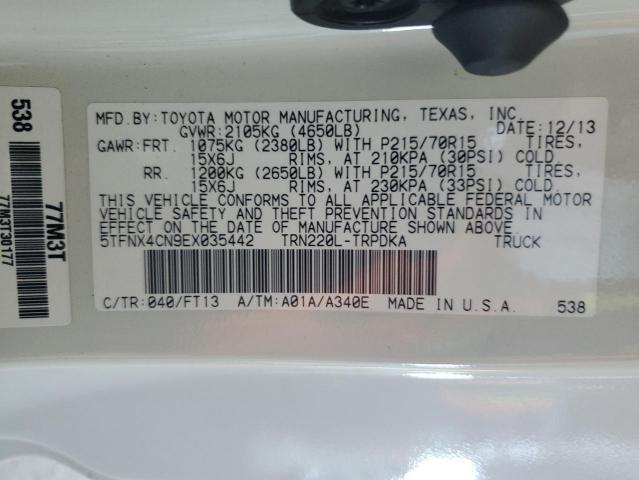 MFD.BY:TOYOTA MOTOR MANUFACTURING, TEXAS, INC.
GVWR:2105KG (4650LB) DATE:12/13
GAWR:FRT. 1075KG (2380LB) WITH P215/70R15 TIRES,
15X6J RIMS, AT 210KPA (30PSI) COLD
RR. 1200KG (2650LB) WITH P215/70R15 TIRES,
15X6J RIMS, AT 230KPA (33PSI) COLD
THIS VEHICLE CONFORMS TO ALL APPLICABLE FEDERAL MOTOR
VEHICLE SAFETY AND THEFT PREVENTION STANDARDS IN
EFFECT ON THE DATE OF MANUFACTURE SHOWN ABOVE.
5TFNX4CN9EX035442 TRN220L-TRPDKA TRUCK
C/TR:040/FT13 A/TM:A01A/A340E MADE IN U.S.A. 538
538
77M3T
77M3T30177